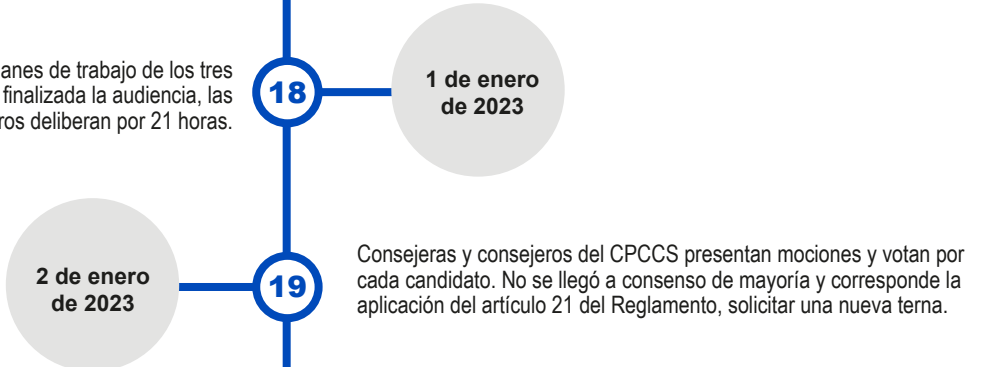 anes de trabajo de los tres
finalizada la audiencia, las
ros deliberan por 21 horas.
18
1 de enero
de 2023
2 de enero
de 2023
19
Consejeras y consejeros del CPCCS presentan mociones y votan por
cada candidato. No se llegó a consenso de mayoría y corresponde la
aplicación del artículo 21 del Reglamento, solicitar una nueva terna.